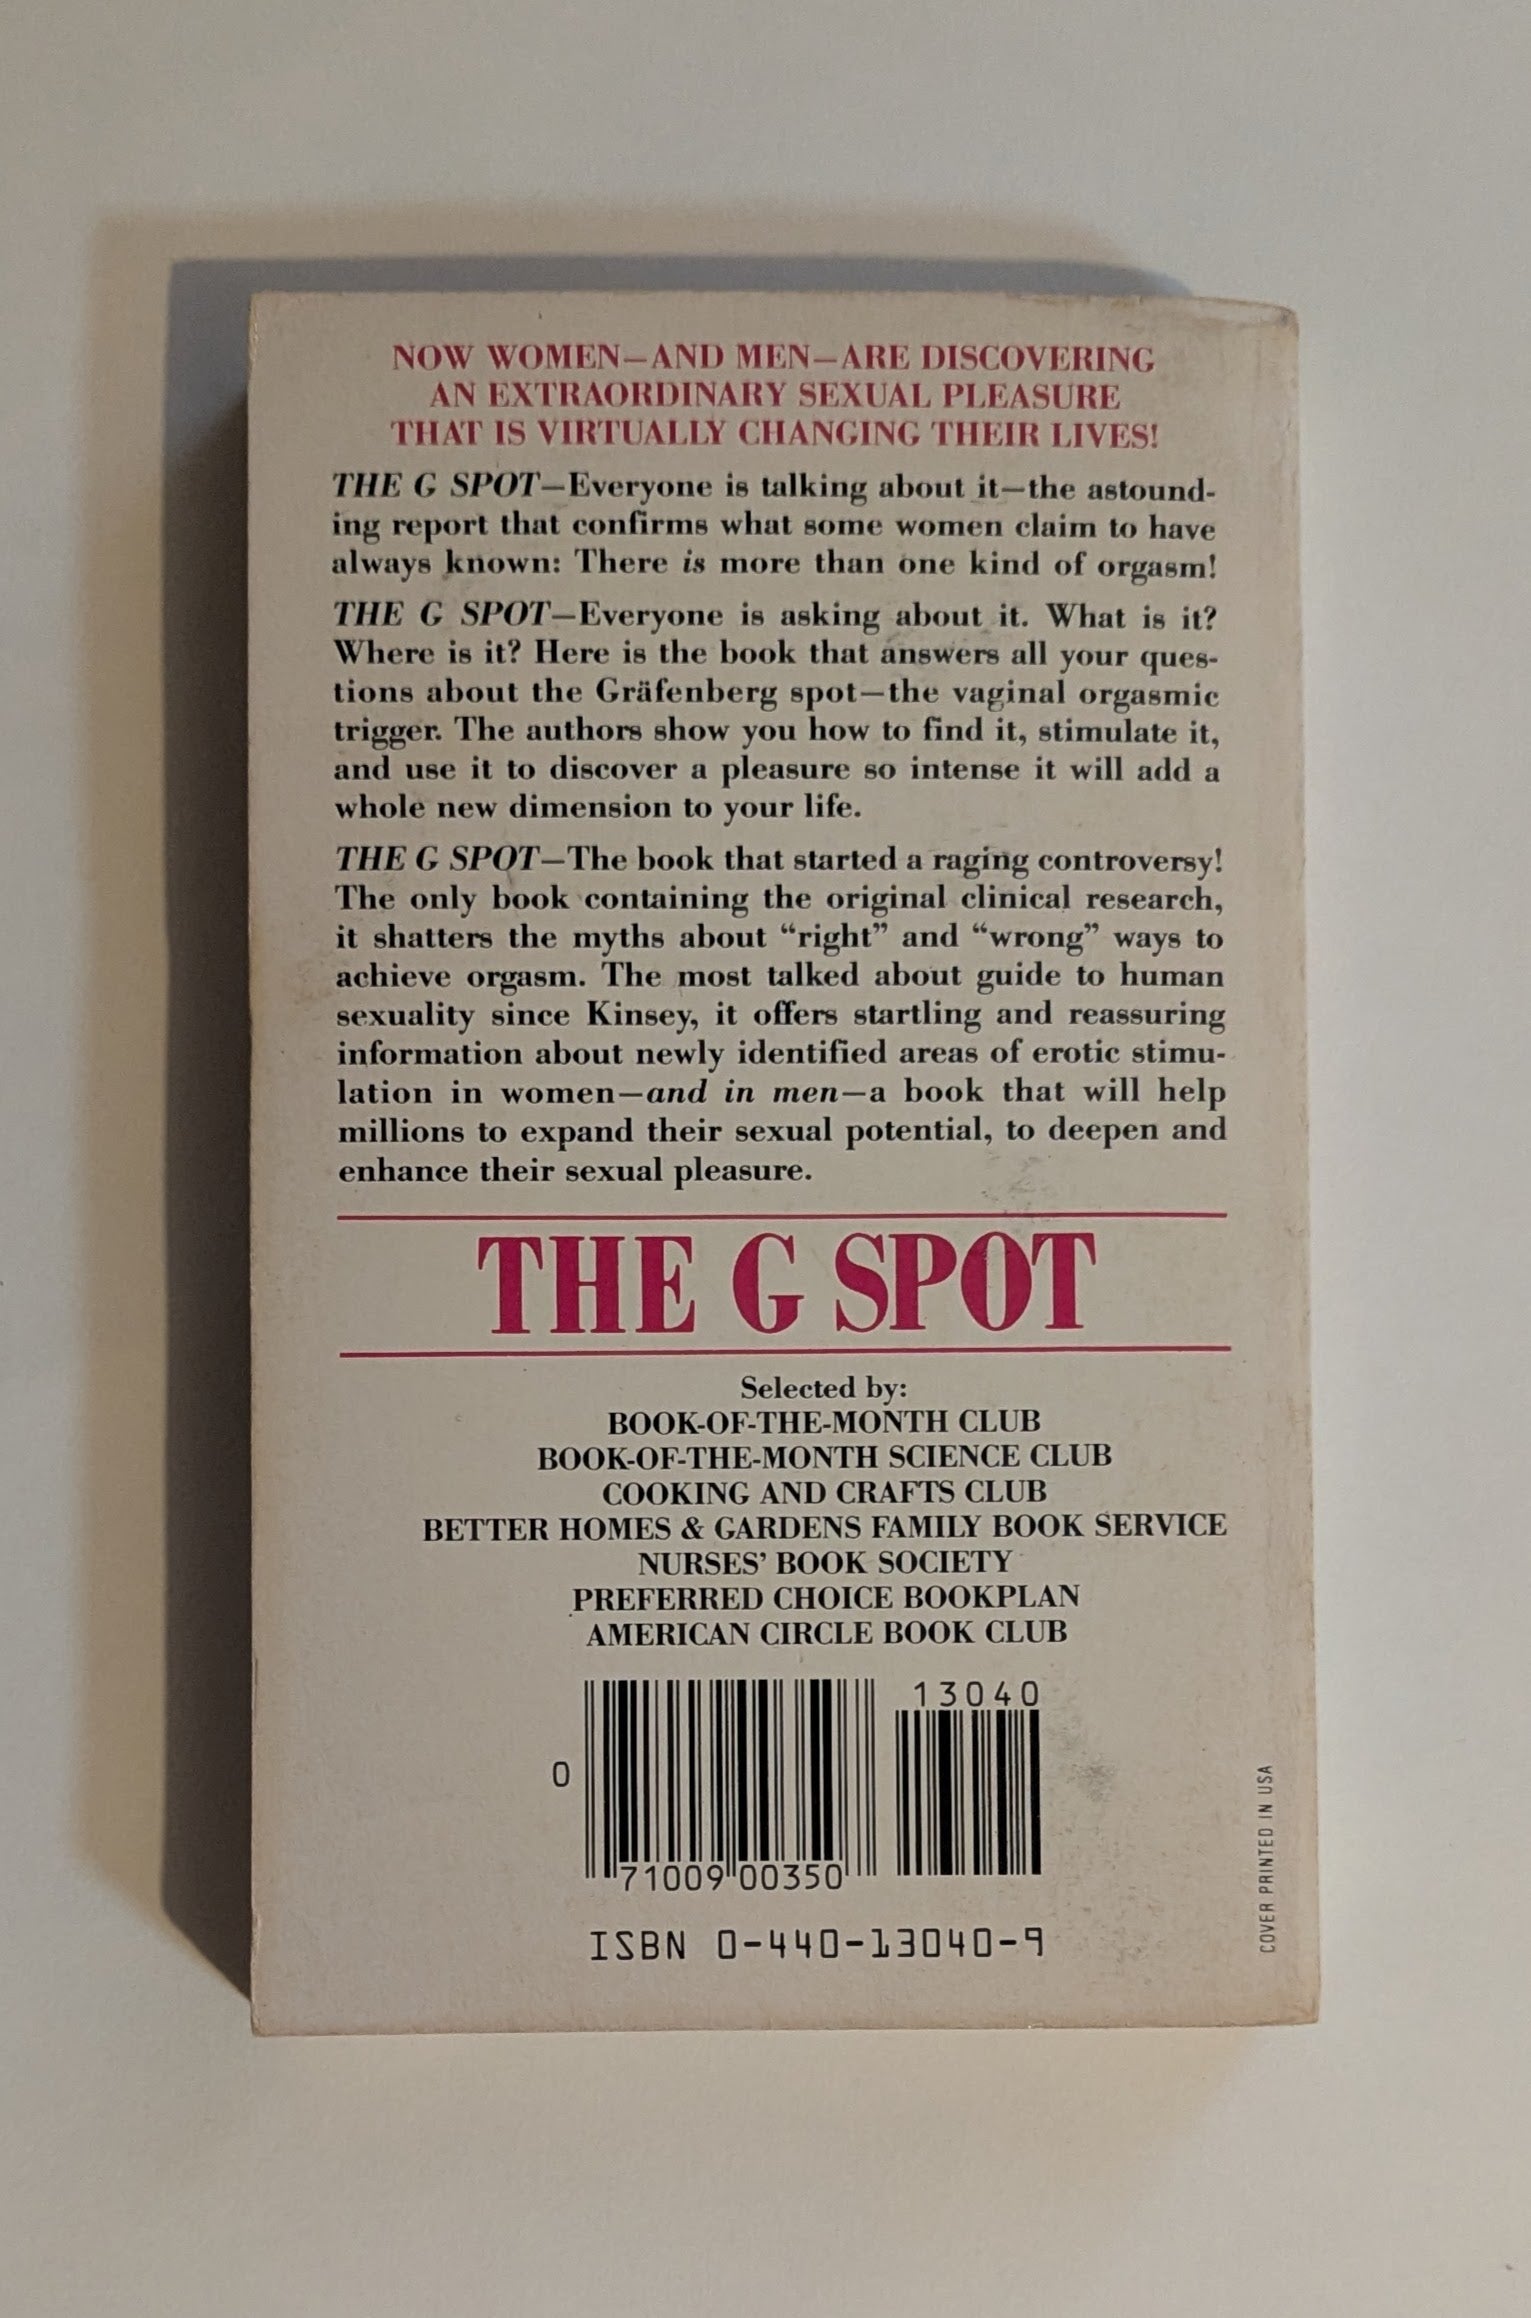 NOW WOMEN—AND MEN—ARE DISCOVERING
AN EXTRAORDINARY SEXUAL PLEASURE
THAT IS VIRTUALLY CHANGING THEIR LIVES!
THE G SPOT—Everyone is talking about it—the astound-
ing report that confirms what some women claim to have
always known: There is more than one kind of orgasm!
THE G SPOT—Everyone is asking about it. What is it?
Where is it? Here is the book that answers all your ques-
tions about the Gräfenberg spot—the vaginal orgasmic
trigger. The authors show you how to find it, stimulate it,
and use it to discover a pleasure so intense it will add a
whole new dimension to your life.
THE G SPOT—The book that started a raging controversy!
The only book containing the original clinical research,
it shatters the myths about “right” and “wrong” ways to
achieve orgasm. The most talked about guide to human
sexuality since Kinsey, it offers startling and reassuring
information about newly identified areas of erotic stimu-
lation in women—and in men—a book that will help
millions to expand their sexual potential, to deepen and
enhance their sexual pleasure.
THE G SPOT
Selected by:
BOOK-OF-THE-MONTH CLUB
BOOK-OF-THE-MONTH SCIENCE CLUB
COOKING AND CRAFTS CLUB
BETTER HOMES & GARDENS FAMILY BOOK SERVICE
NURSES’ BOOK SOCIETY
PREFERRED CHOICE BOOKPLAN
AMERICAN CIRCLE BOOK CLUB
13040
0
71009 00350
ISBN 0-440-13040-9
COVER PRINTED IN USA